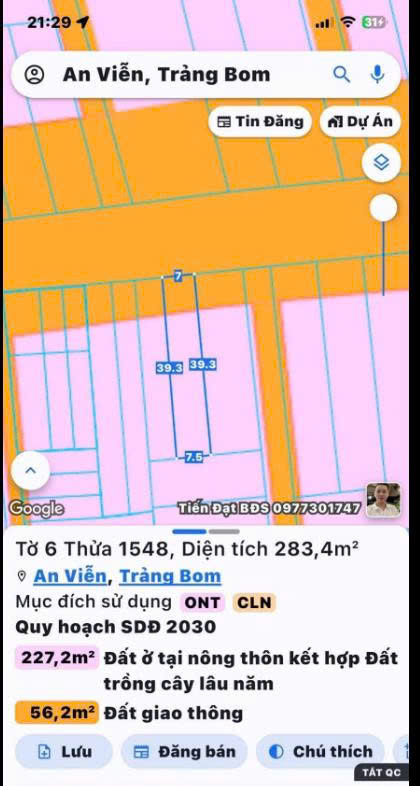 21:29
31
An Viễn, Trảng Bom
Tin Đăng
Dự Án
7
39.3
39.3
7.5
Google
Tiến Đạt BĐS 0977301747
Tờ 6 Thửa 1548, Diện tích 283,4m²
An Viễn, Trảng Bom
Mục đích sử dụng ONT CLN
Quy hoạch SDĐ 2030
227,2m² Đất ở tại nông thôn kết hợp Đất
trồng cây lâu năm
56,2m² Đất giao thông
Lưu
Đăng bán
Chú thích
TẮT QC